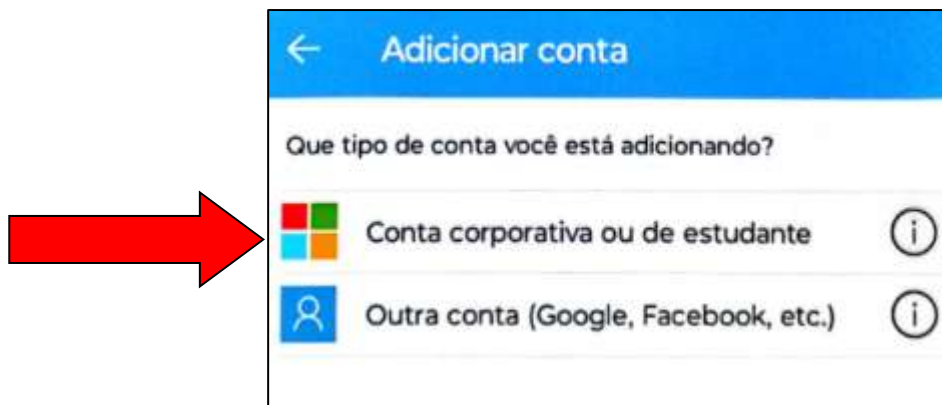 Adicionar conta
Que tipo de conta você está adicionando?
Conta corporativa ou de estudante
Outra conta (Google, Facebook, etc.)